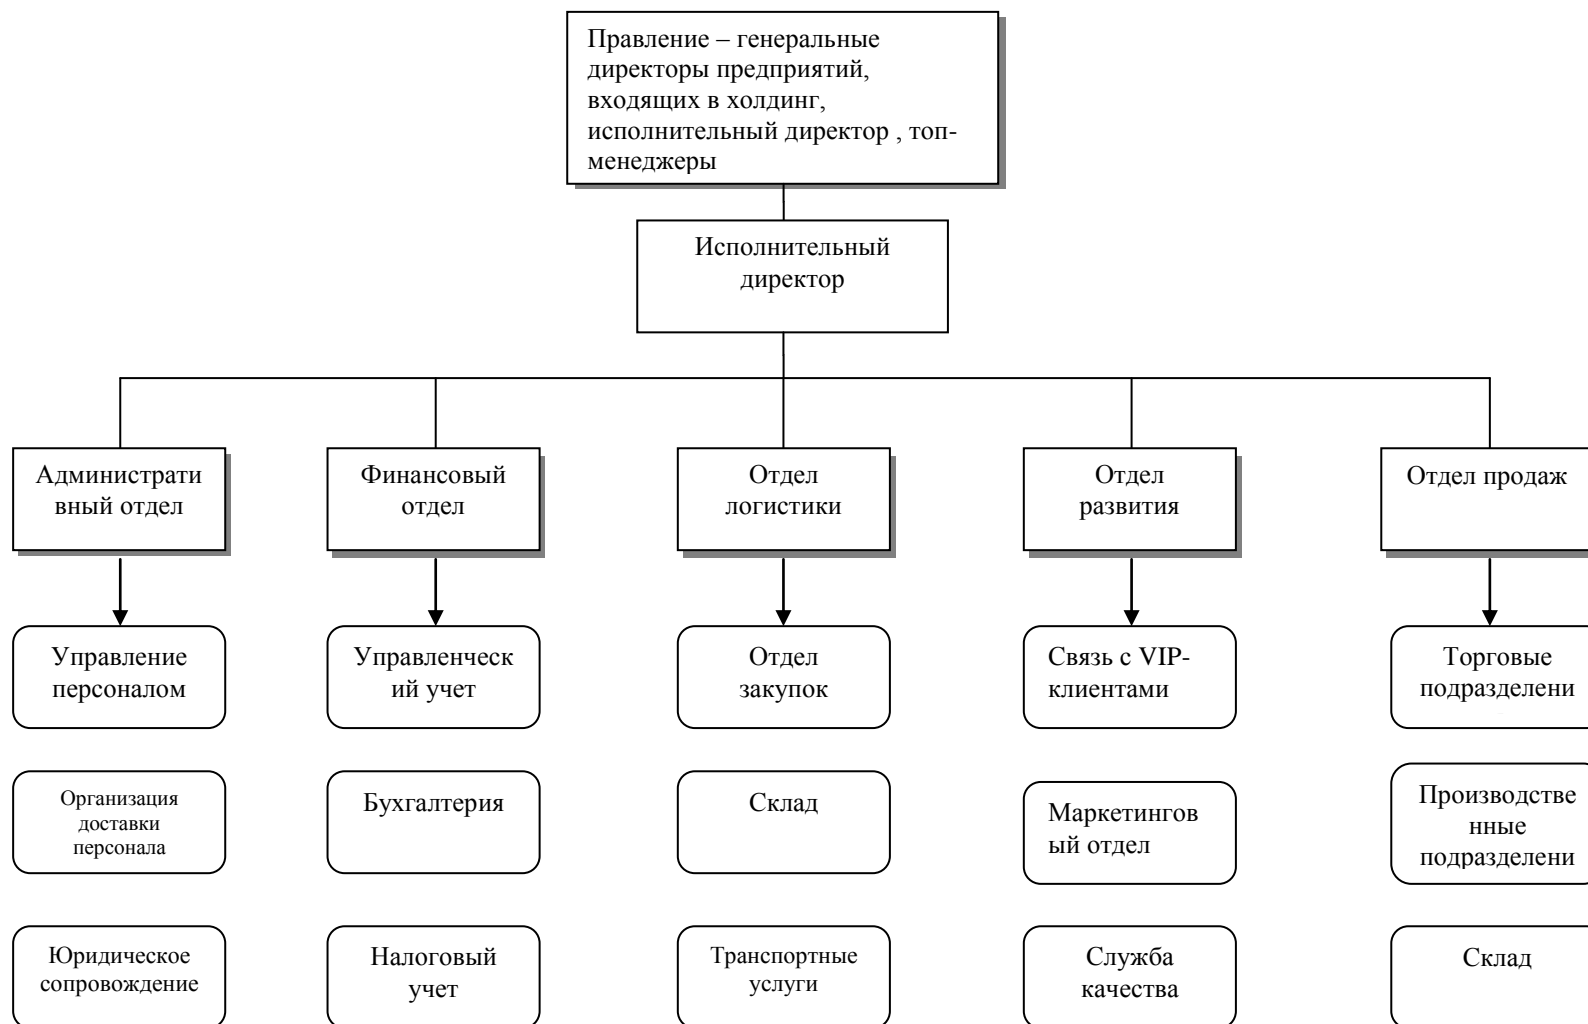 Правление – генеральные
директоры предприятий,
входящих в холдинг,
исполнительный директор , топ-
менеджеры
Исполнительный
директор
Администрати
вный отдел
Финансовый
отдел
Отдел
логистики
Отдел
развития
Отдел продаж
Управление
персоналом
Управленческ
ий учет
Отдел
закупок
Связь с VIP-
клиентами
Торговые
подразделени
Организация
доставки
персонала
Бухгалтерия
Склад
Маркетингов
ый отдел
Производстве
нные
подразделени
Юридическое
сопровождение
Налоговый
учет
Транспортные
услуги
Служба
качества
Склад